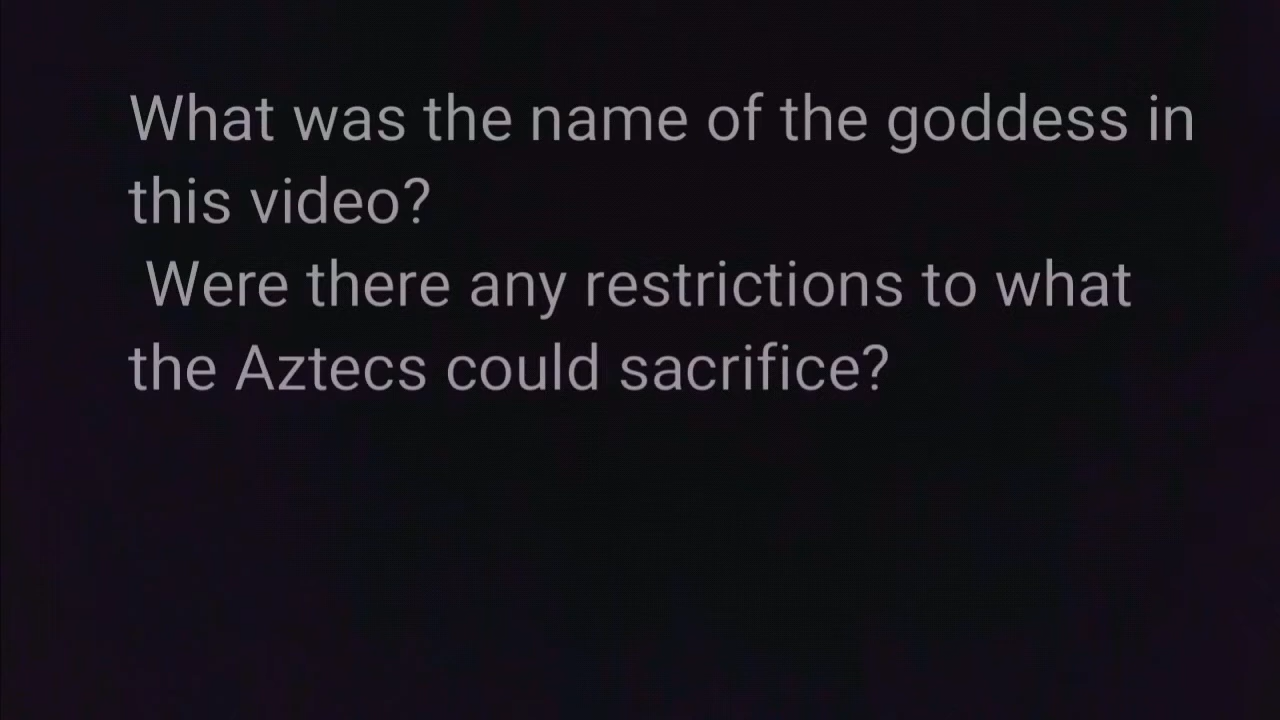 What was the name of the goddess in
this video?
Were there any restrictions to what
the Aztecs could sacrifice?